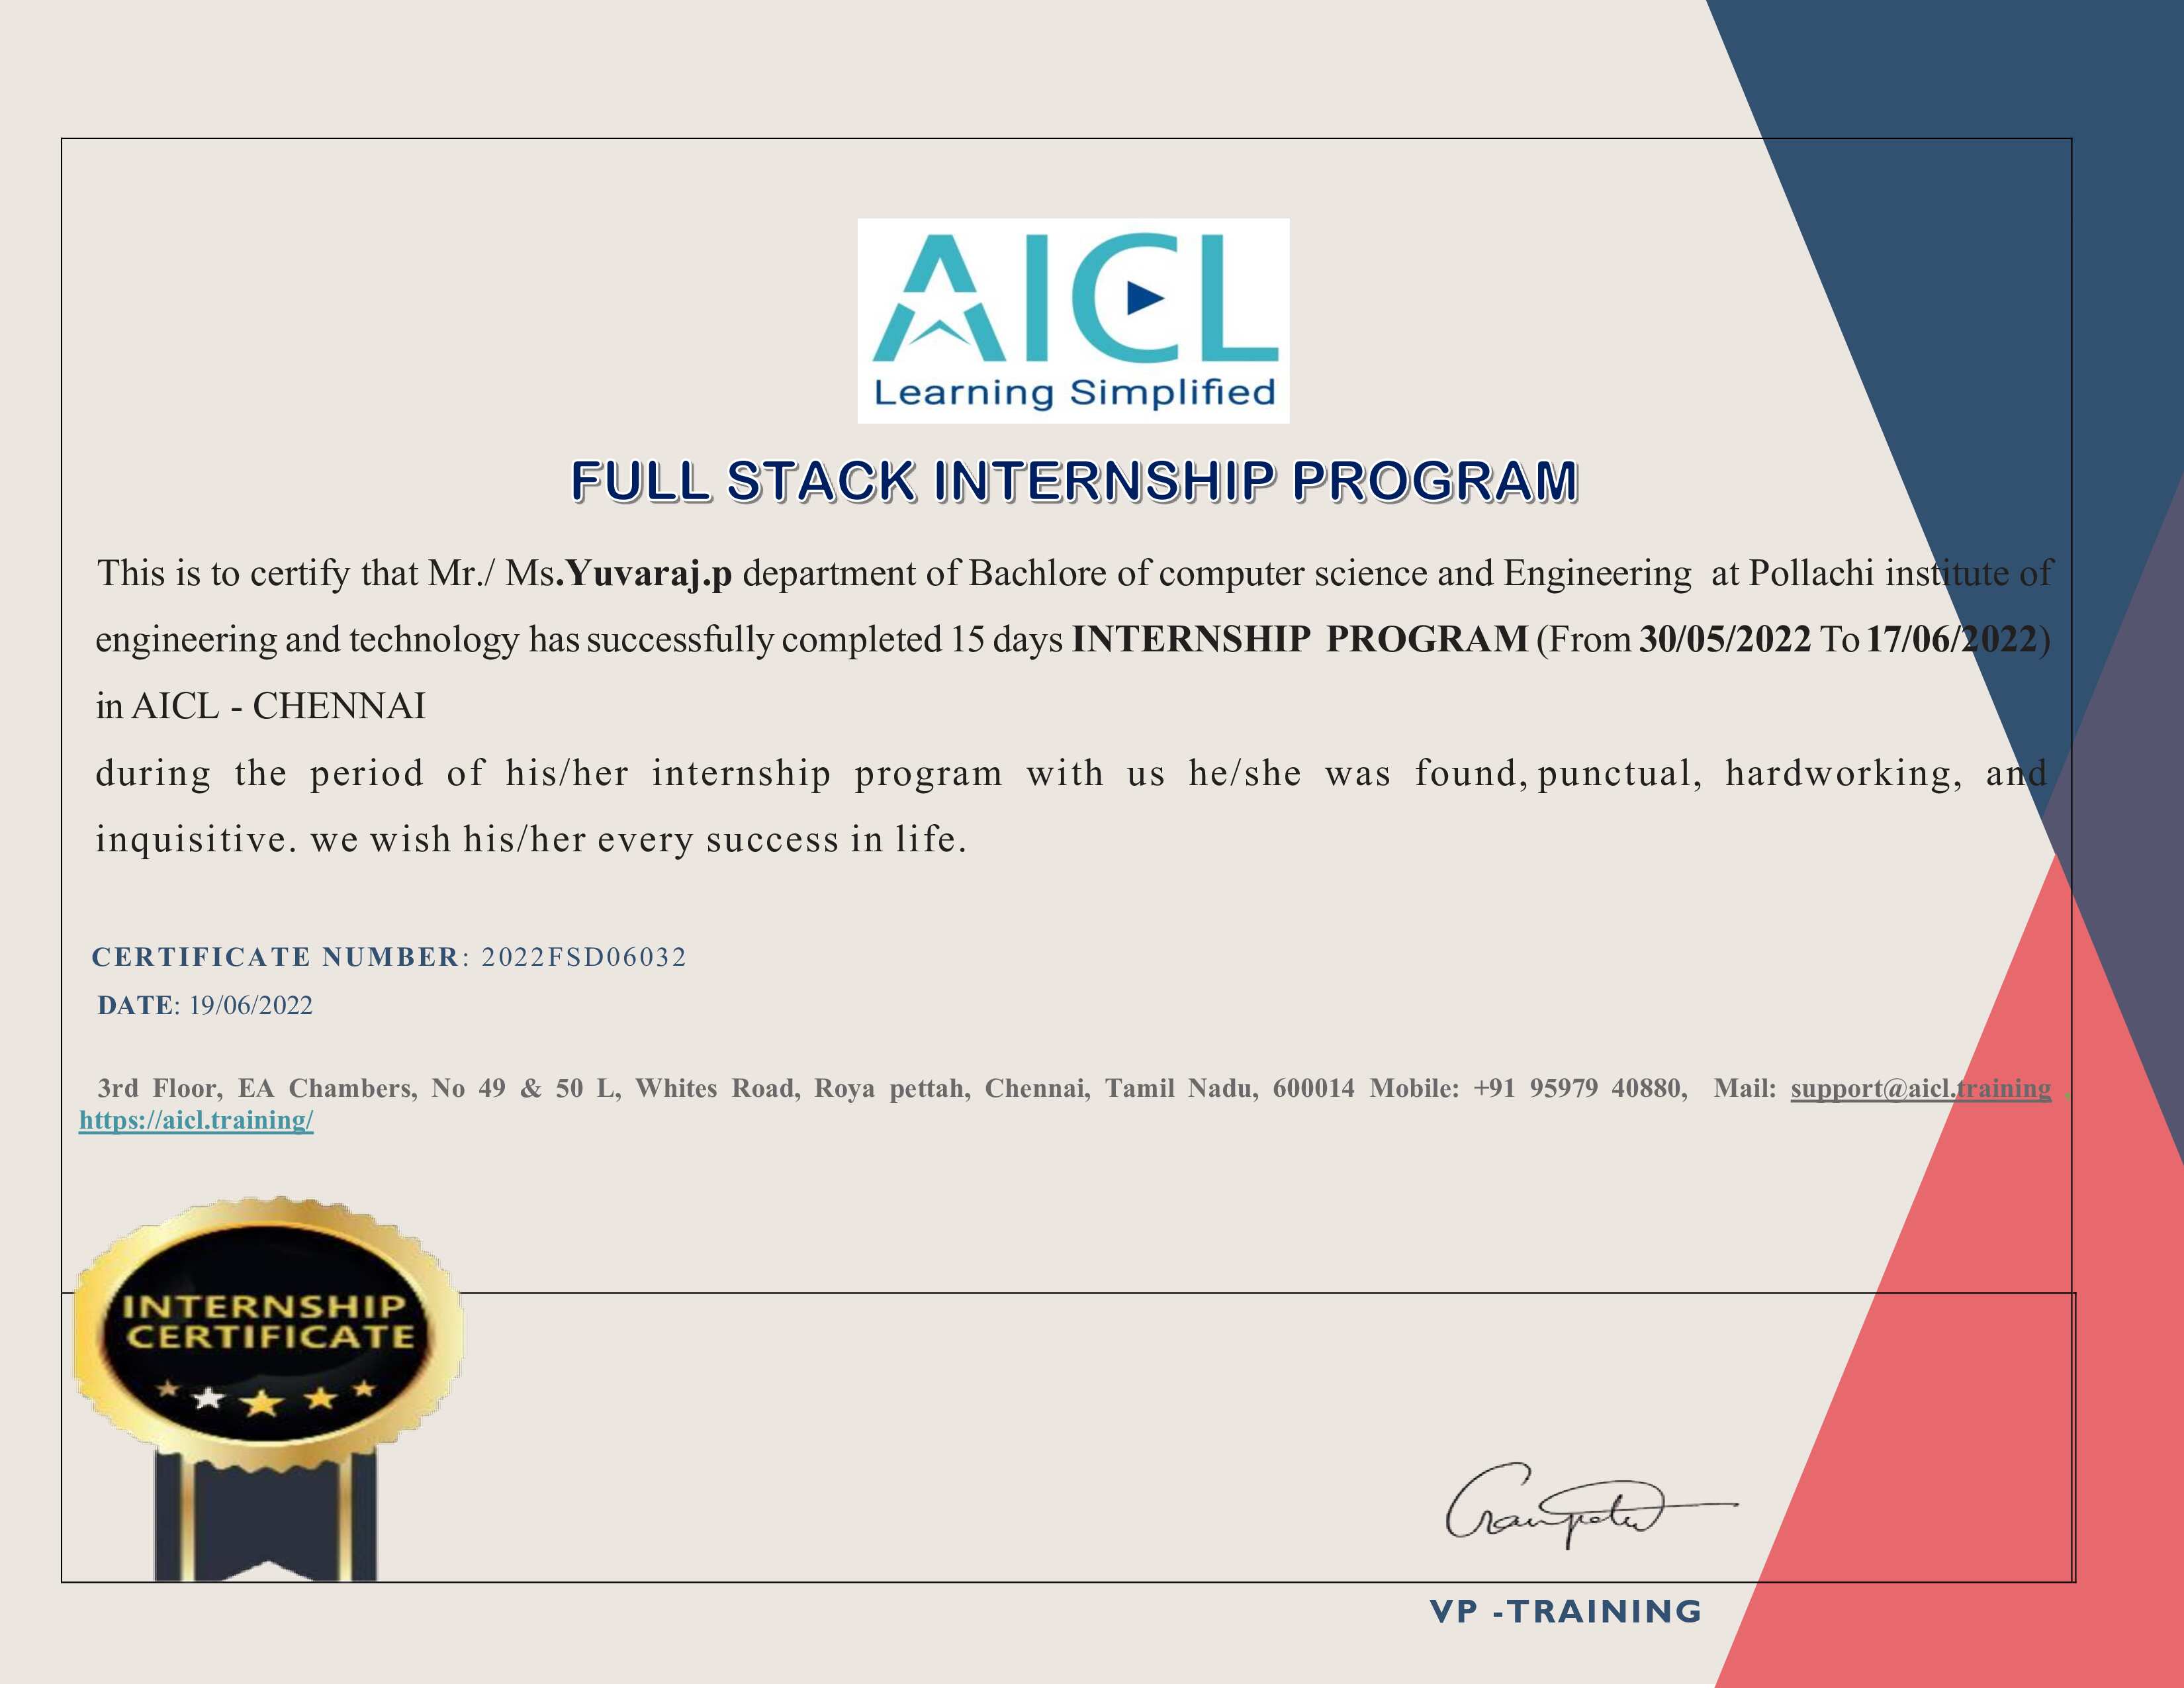 AICL
Learning Simplified
FULL STACK INTERNSHIP PROGRAM
This is to certify that Mr./ Ms.Yuvaraj.p department of Bachlore of computer science and Engineering at Pollachi institute of
engineering and technology has successfully completed 15 days INTERNSHIP PROGRAM (From 30/05/2022 To 17/06/2022)
in AICL - CHENNAI
during the period of his/her internship program with us he/she was found, punctual, hardworking, and
inquisitive. we wish his/her every success in life.
CERTIFICATE NUMBER: 2022FSD06032
DATE: 19/06/2022
3rd Floor, EA Chambers, No 49 & 50 L, Whites Road, Roya pettah, Chennai, Tamil Nadu, 600014 Mobile: +91 95979 40880, Mail: support@aicl.training ,
https://aicl.training/
INTERNSHIP
CERTIFICATE
VP -TRAINING